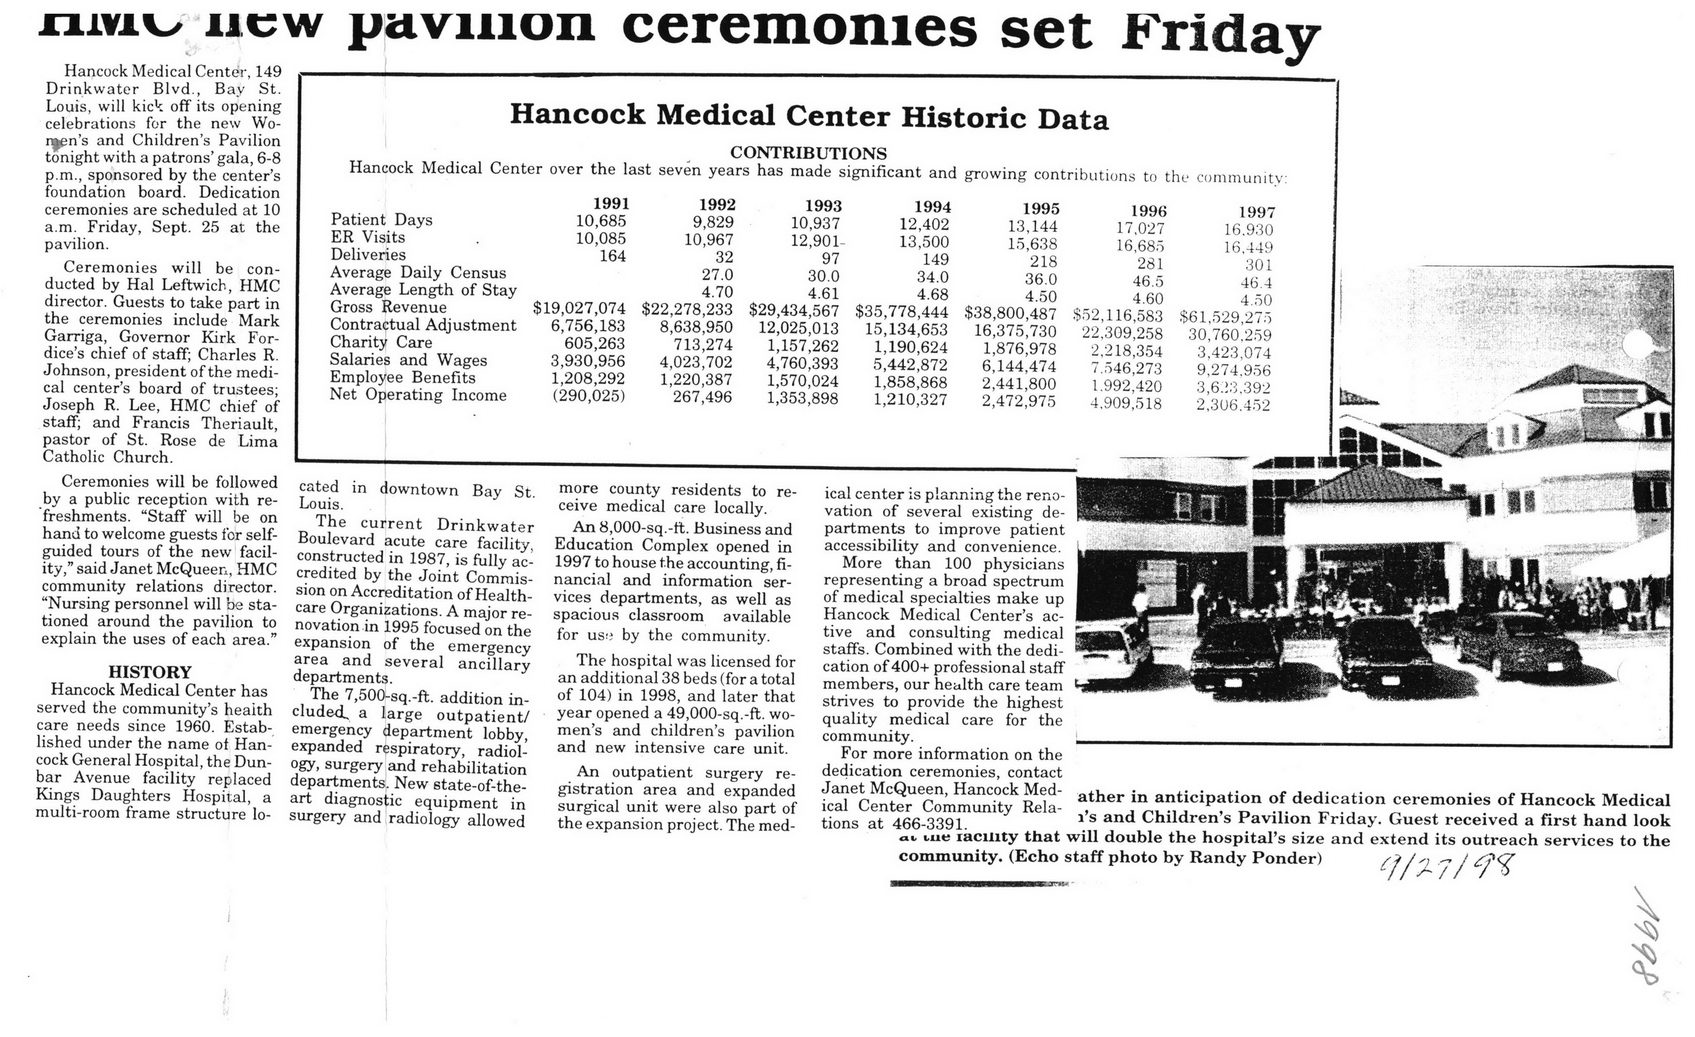 HMC new pavilion ceremonies set Friday
Hancock Medical Center, 149
Drinkwater Blvd., Bay St.
Louis, will kick off its opening
celebrations for the new Wo-
men's and Children's Pavilion
tonight with a patrons' gala, 6-8
p.m., sponsored by the center's
foundation board. Dedication
ceremonies are scheduled at 10
a.m. Friday, Sept. 25 at the
pavilion.
Ceremonies will be con-
ducted by Hal Leftwich, HMC
director. Guests to take part in
the ceremonies include Mark
Garriga, Governor Kirk For-
dice's chief of staff; Charles R.
Johnson, president of the medi-
cal center's board of trustees;
Joseph R. Lee, HMC chief of
staff; and Francis Theriault,
pastor of St. Rose de Lima
Catholic Church.
Ceremonies will be followed
by a public reception with re-
freshments. "Staff will be on
hand to welcome guests for self-
guided tours of the new facil-
ity," said Janet McQueen, HMC
community relations director.
"Nursing personnel will be sta-
tioned around the pavilion to
explain the uses of each area."
HISTORY
Hancock Medical Center has
served the community's health
care needs since 1960. Estab-
lished under the name of Han-
cock General Hospital, the Dun-
bar Avenue facility replaced
Kings Daughters Hospital, a
multi-room frame structure lo-
Hancock Medical Center Historic Data
CONTRIBUTIONS
Hancock Medical Center over the last seven years has made significant and growing contributions to the community:
1991 1992 1993 1994 1995 1996 1997
Patient Days 10,685 9,829 10,937 12,402 13,144 17,027 16,930
ER Visits 10,085 10,967 12,901 13,500 15,638 16,685 16,449
Deliveries 164 32 97 149 218 281 301
Average Daily Census 27.0 30.0 34.0 36.0 46.5 46.4
Average Length of Stay 4.70 4.61 4.68 4.50 4.60 4.50
Gross Revenue $19,027,074 $22,278,233 $29,434,567 $35,778,444 $38,800,487 $52,116,583 $61,529,275
Contractual Adjustment 6,756,183 8,638,950 12,025,013 15,134,653 16,375,730 22,309,258 30,760,259
Charity Care 605,263 713,274 1,157,262 1,190,624 1,876,978 2,218,354 3,423,074
Salaries and Wages 3,930,956 4,023,702 4,760,393 5,442,872 6,144,474 7,546,273 9,274,956
Employee Benefits 1,208,292 1,220,387 1,570,024 1,858,868 2,441,800 1,992,420 3,623,392
Net Operating Income (290,025) 267,496 1,353,898 1,210,327 2,472,975 4,909,518 2,306,452
cated in downtown Bay St.
Louis.
The current Drinkwater
Boulevard acute care facility,
constructed in 1987, is fully ac-
credited by the Joint Commis-
sion on Accreditation of Health-
care Organizations. A major re-
novation in 1995 focused on the
expansion of the emergency
area and several ancillary
departments.
The 7,500-sq.-ft. addition in-
cluded a large outpatient/
emergency department lobby,
expanded respiratory, radiol-
ogy, surgery and rehabilitation
departments. New state-of-the-
art diagnostic equipment in
surgery and radiology allowed
more county residents to re-
ceive medical care locally.
An 8,000-sq.-ft. Business and
Education Complex opened in
1997 to house the accounting, fi-
nancial and information ser-
vices departments, as well as
spacious classroom available
for use by the community.
The hospital was licensed for
an additional 38 beds (for a total
of 104) in 1998, and later that
year opened a 49,000-sq.-ft. wo-
men's and children's pavilion
and new intensive care unit.
An outpatient surgery re-
gistration area and expanded
surgical unit were also part of
the expansion project. The med-
ical center is planning the reno-
vation of several existing de-
partments to improve patient
accessibility and convenience.
More than 100 physicians
representing a broad spectrum
of medical specialties make up
Hancock Medical Center's ac-
tive and consulting medical
staffs. Combined with the dedi-
cation of 400+ professional staff
members, our health care team
strives to provide the highest
quality medical care for the
community.
For more information on the
dedication ceremonies, contact
Janet McQueen, Hancock Med-
ical Center Community Rela-
tions at 466-3391.
ather in anticipation of dedication ceremonies of Hancock Medical
n's and Children's Pavilion Friday. Guest received a first hand look
at the facility that will double the hospital's size and extend its outreach services to the
community. (Echo staff photo by Randy Ponder)
9/27/98
1998